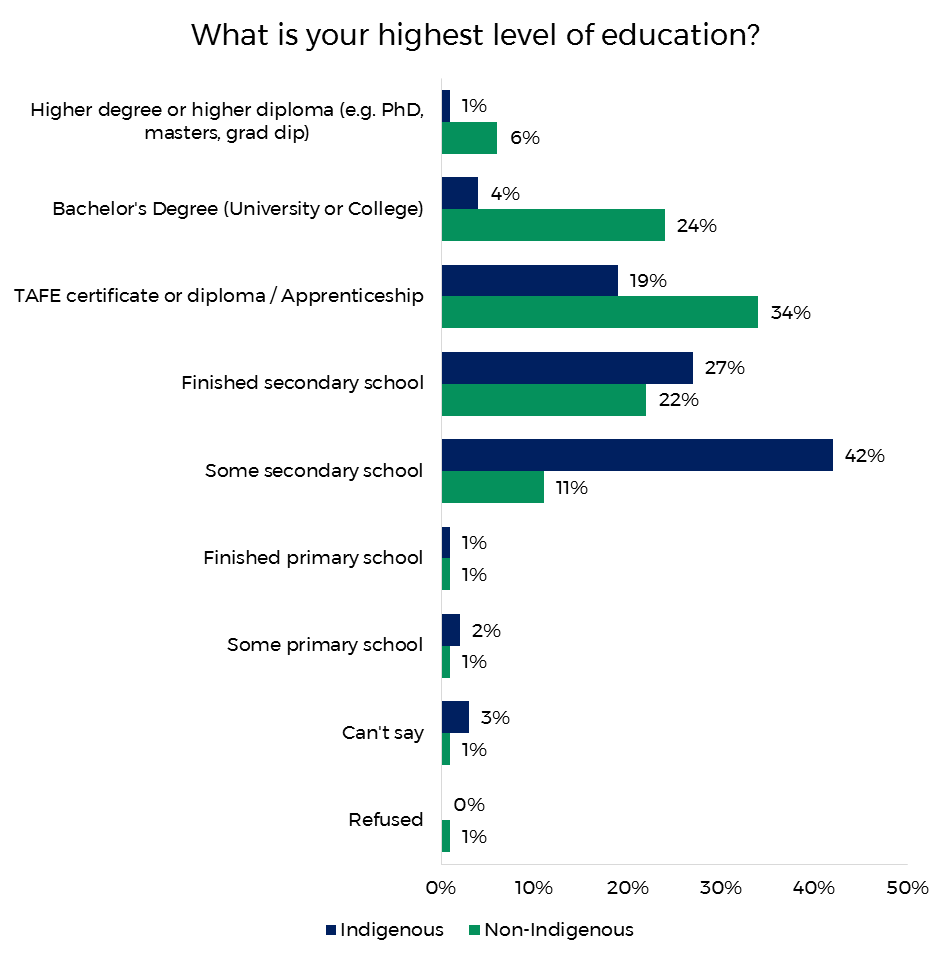 What is your highest level of education?
Higher degree or higher diploma (e.g. PhD,
masters, grad dip)
1%
6%
Bachelor's Degree (University or College)
4%
24%
TAFE certificate or diploma / Apprenticeship
19%
34%
Finished secondary school
27%
22%
Some secondary school
42%
11%
Finished primary school
1%
1%
Some primary school
2%
1%
Can't say
3%
1%
Refused
0%
1%
0% 10% 20% 30% 40% 50%
Indigenous Non-Indigenous